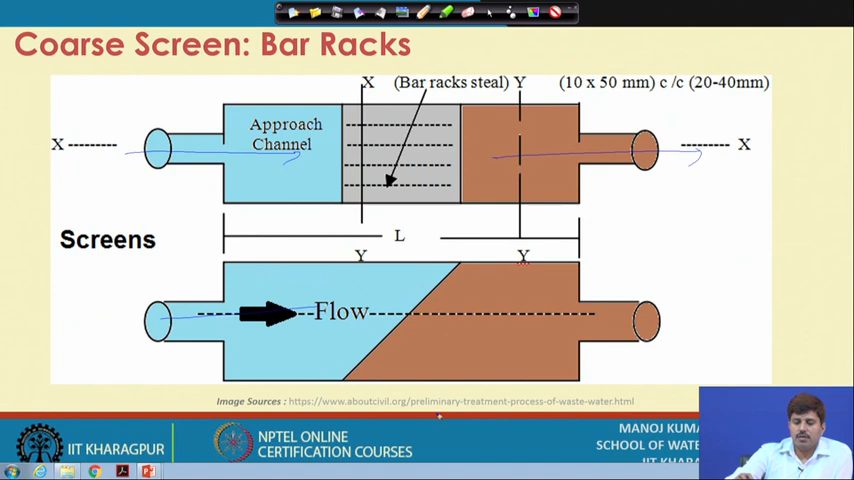 Coarse Screen: Bar Racks
X (Bar racks steal) Y (10 x 50 mm) c /c (20-40mm)
Approach
Channel
X --------- ------- X
L
Screens
Y Y
Flow
Image Sources : https://www.aboutcivil.org/preliminary-treatment-process-of-waste-water.html
IIT KHARAGPUR
NPTEL ONLINE
CERTIFICATION COURSES
MANOJ KUMA
SCHOOL OF WATE
IIT KHARA